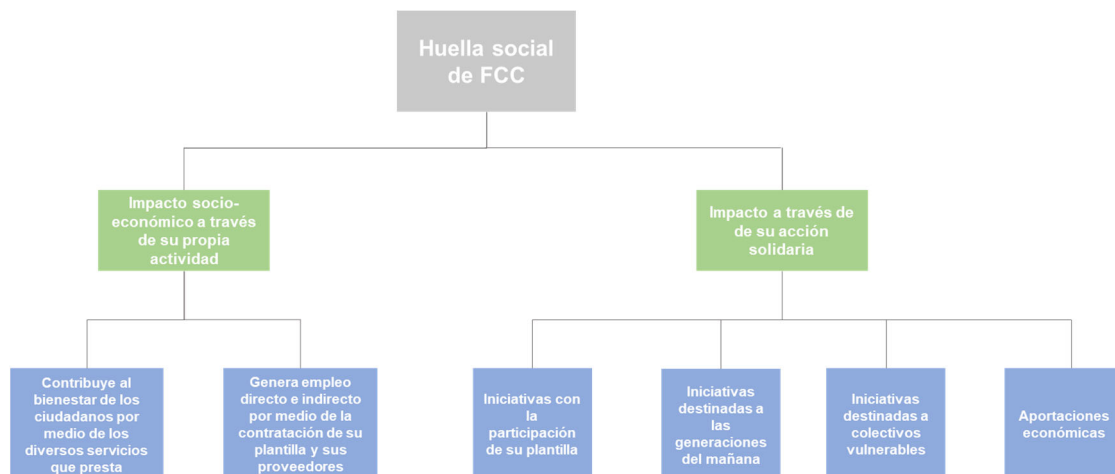 Huella social
de FCC
Impacto socio-
económico a través
de su propia
actividad
Impacto a través de
de su acción
solidaria
Contribuye al
bienestar de los
ciudadanos por
medio de los
diversos servicios
que presta
Genera empleo
directo e indirecto
por medio de la
contratación de su
plantilla y sus
proveedores
Iniciativas con
la
participación
de su plantilla
Iniciativas
destinadas a
las
generaciones
del mañana
Iniciativas
destinadas a
colectivos
vulnerables
Aportaciones
económicas